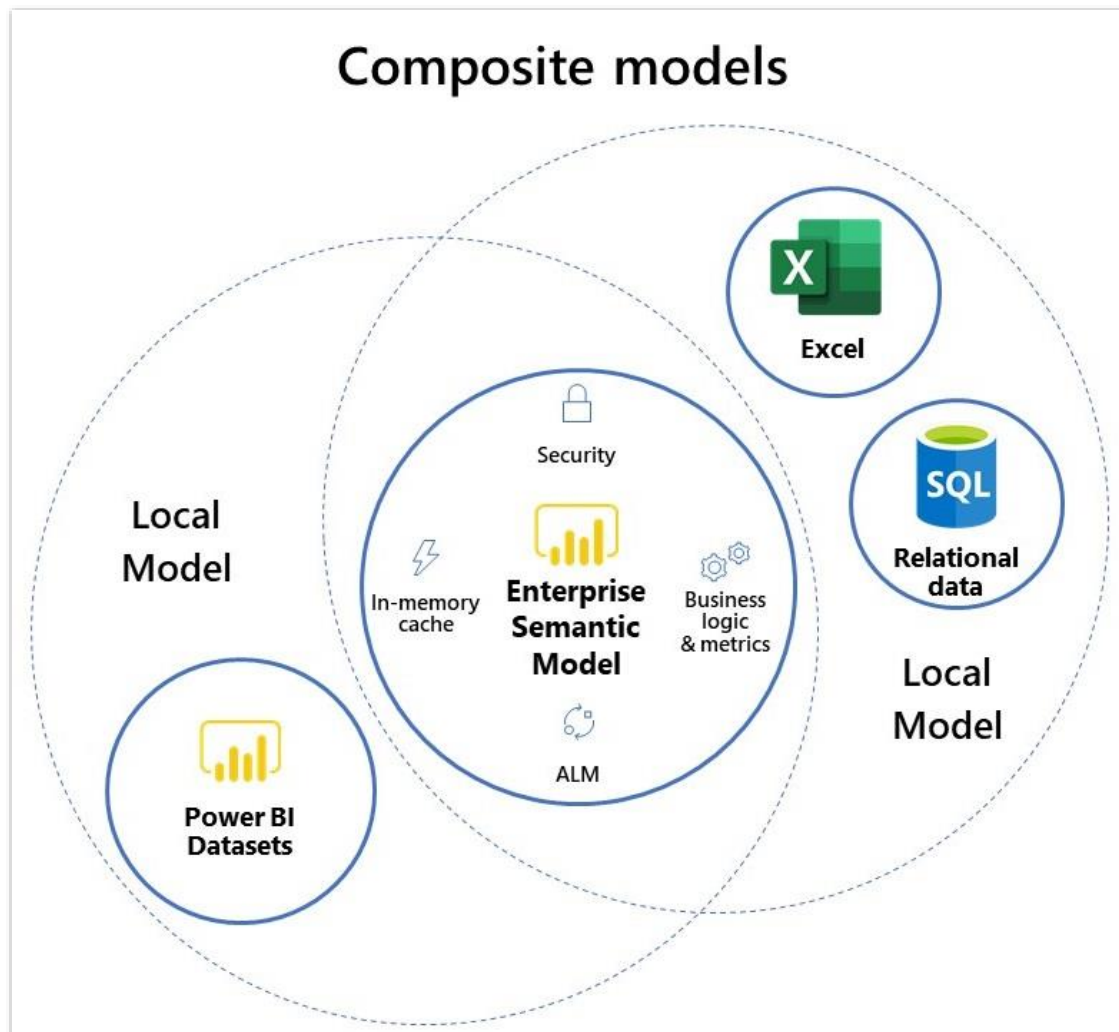 Composite models
X
Excel
SQL
Relational
data
Security
Local
Model
In-memory
cache
Enterprise
Semantic
Model
Business
logic
& metrics
Local
Model
ALM
Power BI
Datasets